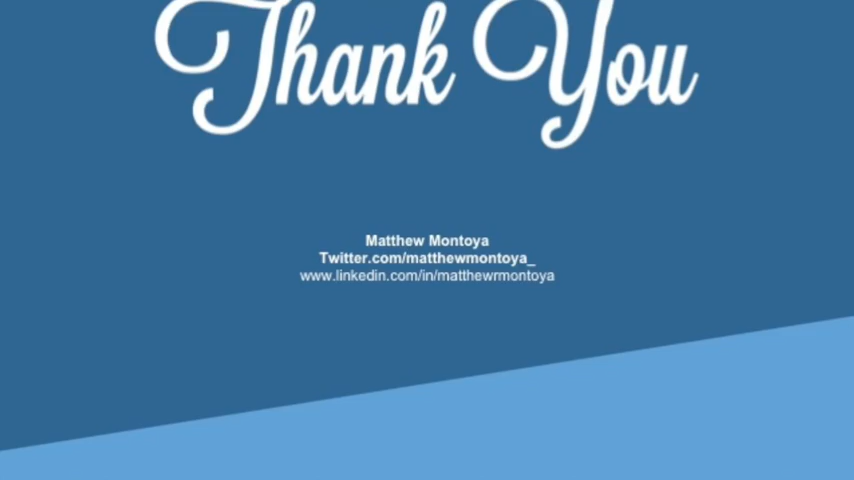 Thank You
Matthew Montoya
Twitter.com/matthewmontoya_
www.linkedin.com/in/matthewrmontoya